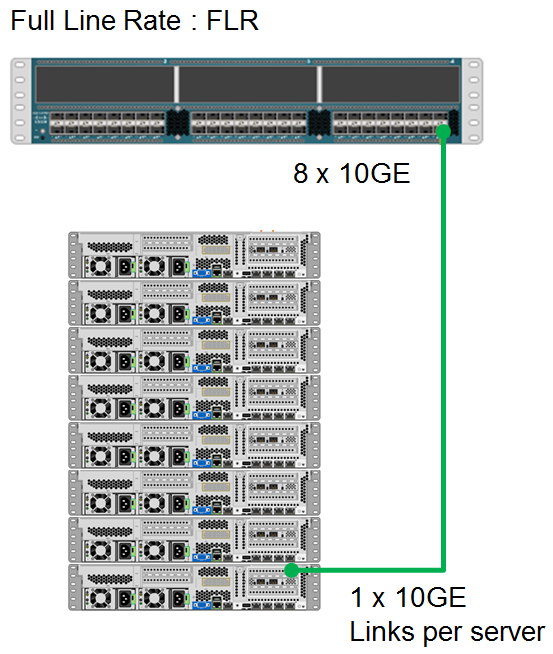 Full Line Rate : FLR
8 x 10GE
1 x 10GE
Links per server